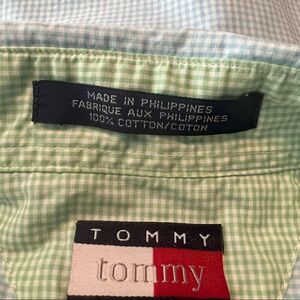 MADE IN PHILIPPINES
FABRIQUE AUX PHILIPPINES
100% COTTON/COTON
TOMMY
tommy